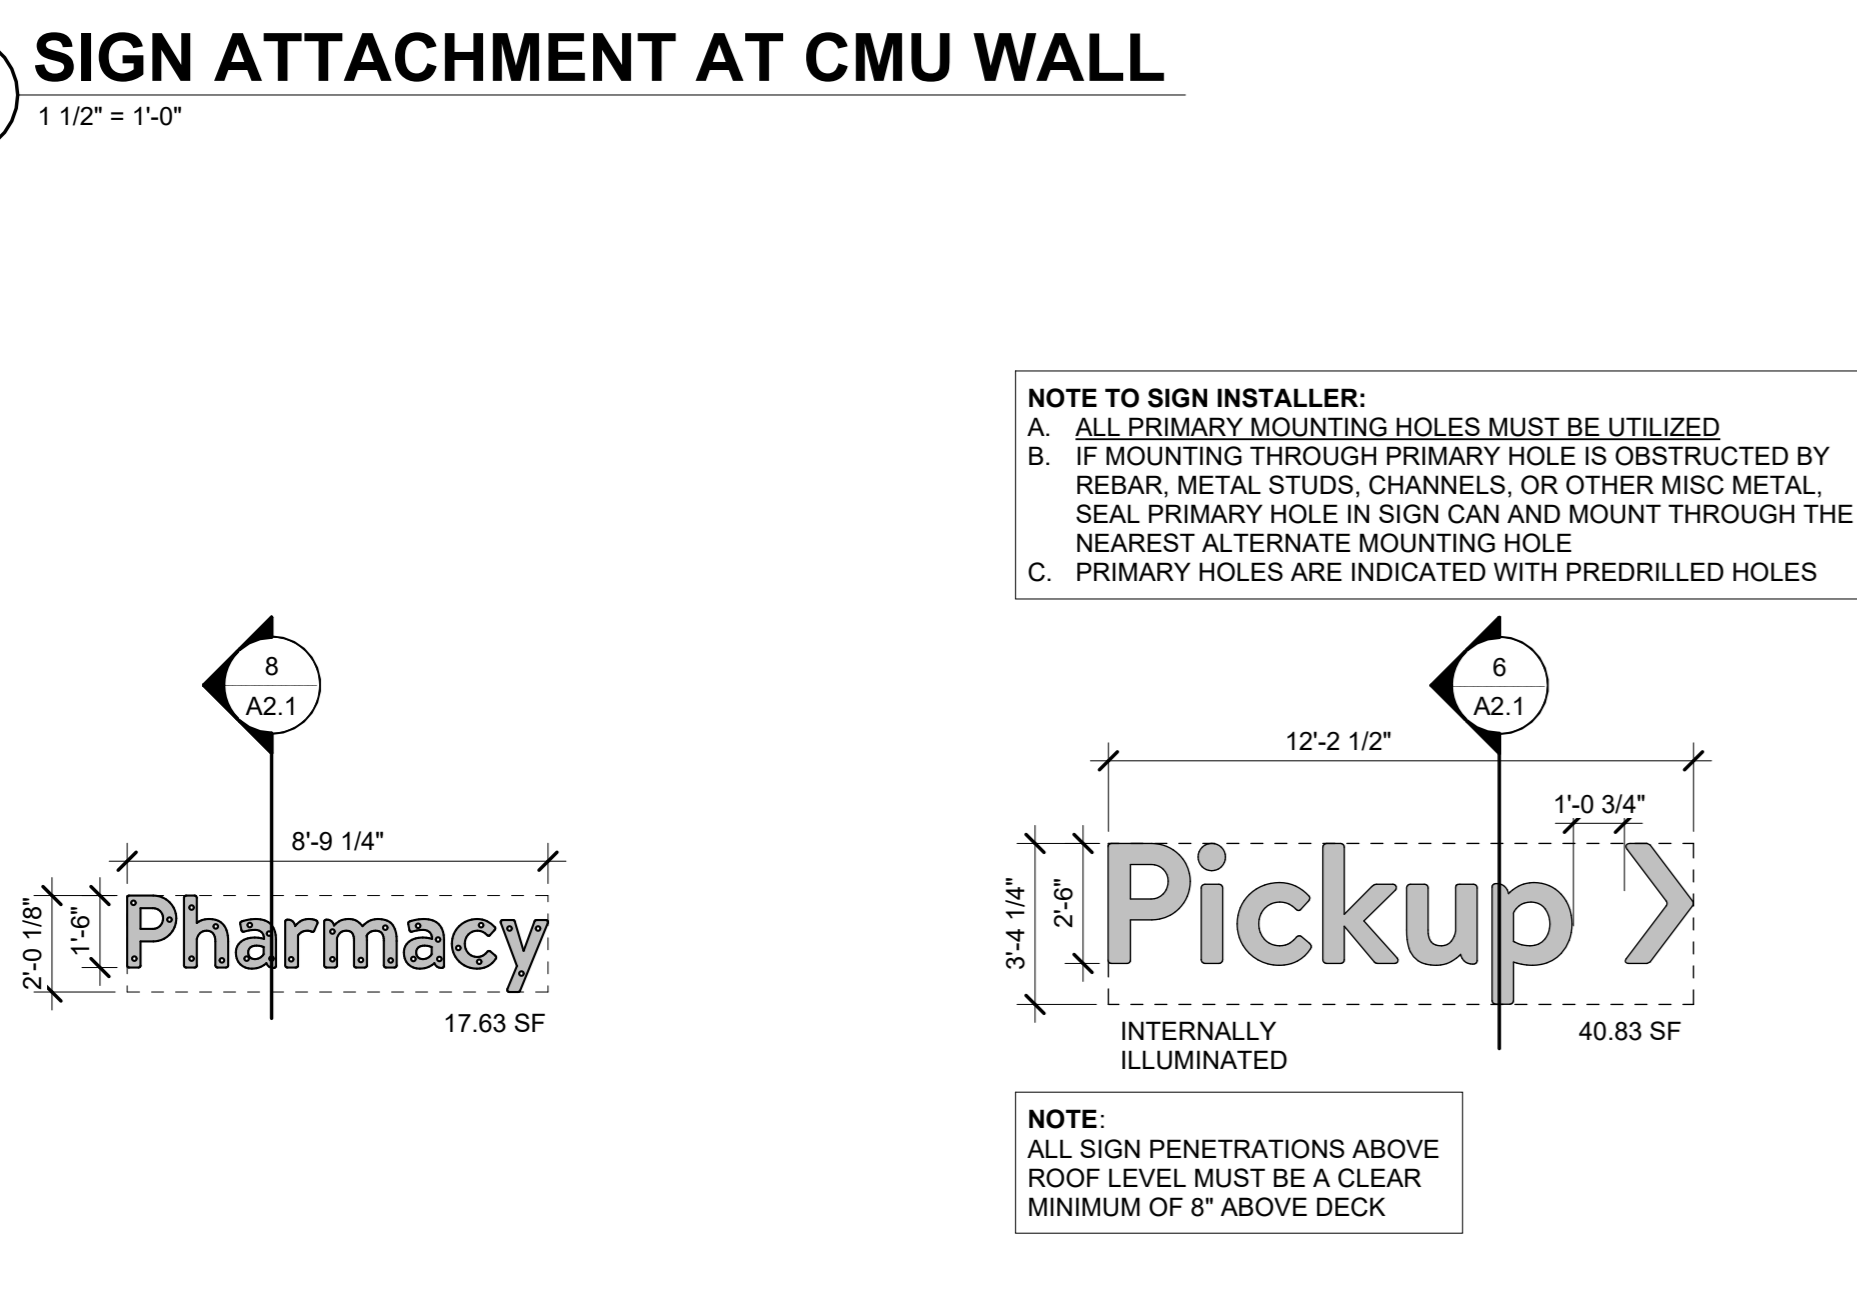 SIGN ATTACHMENT AT CMU WALL
1 1/2" = 1'-0"
NOTE TO SIGN INSTALLER:
A. ALL PRIMARY MOUNTING HOLES MUST BE UTILIZED
B. IF MOUNTING THROUGH PRIMARY HOLE IS OBSTRUCTED BY
REBAR, METAL STUDS, CHANNELS, OR OTHER MISC METAL,
SEAL PRIMARY HOLE IN SIGN CAN AND MOUNT THROUGH THE
NEAREST ALTERNATE MOUNTING HOLE
C. PRIMARY HOLES ARE INDICATED WITH PREDRILLED HOLES
8
A2.1
8'-9 1/4"
2'-0 1/8"
1'-6"
Pharmacy
17.63 SF
6
A2.1
12'-2 1/2"
1'-0 3/4"
3'-4 1/4"
2'-6"
Pickup
INTERNALLY
ILLUMINATED
40.83 SF
NOTE:
ALL SIGN PENETRATIONS ABOVE
ROOF LEVEL MUST BE A CLEAR
MINIMUM OF 8" ABOVE DECK